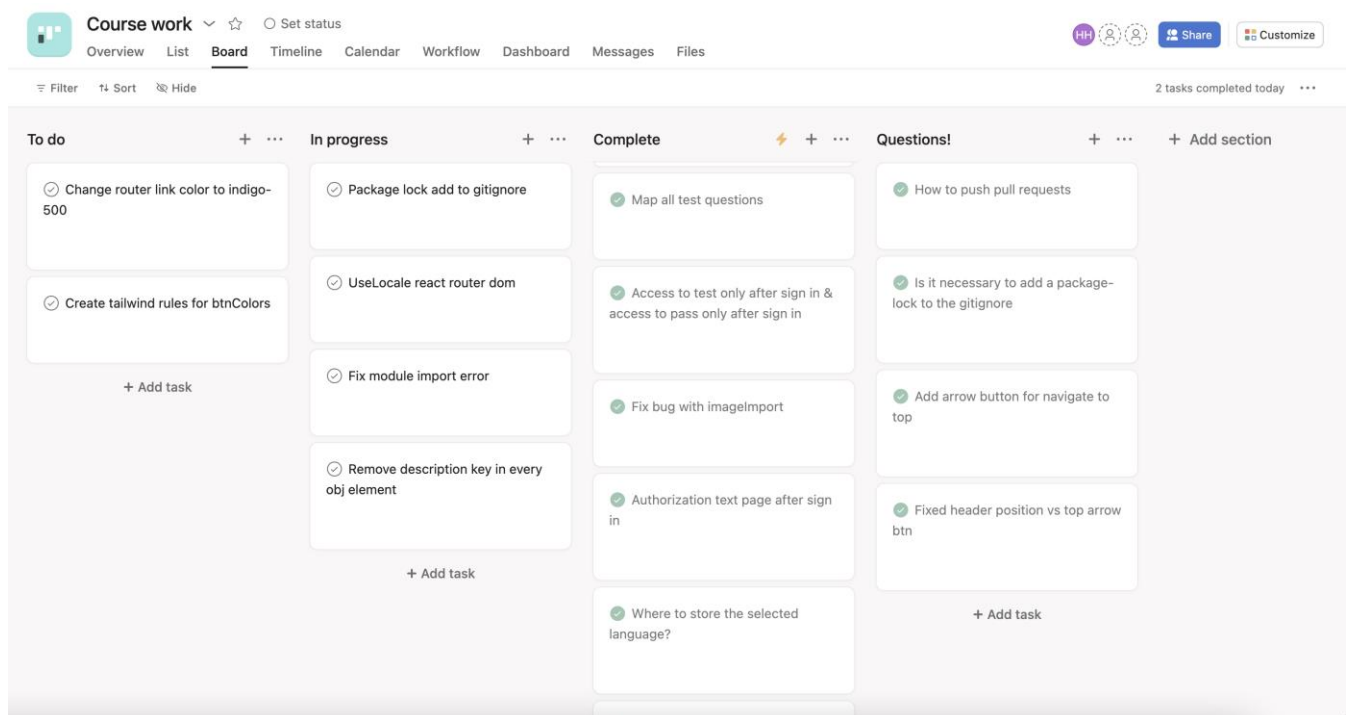 Course work
Set status
Overview List Board Timeline Calendar Workflow Dashboard Messages Files
HH
Share
Customize
Filter Sort Hide
2 tasks completed today
To do
Change router link color to indigo-
500
Create tailwind rules for btnColors
+ Add task
In progress
Package lock add to gitignore
UseLocale react router dom
Fix module import error
Remove description key in every
obj element
+ Add task
Complete
Map all test questions
Access to test only after sign in &
access to pass only after sign in
Fix bug with imageImport
Authorization text page after sign
in
Where to store the selected
language?
Questions!
How to push pull requests
Is it necessary to add a package-
lock to the gitignore
Add arrow button for navigate to
top
Fixed header position vs top arrow
btn
+ Add task
+ Add section